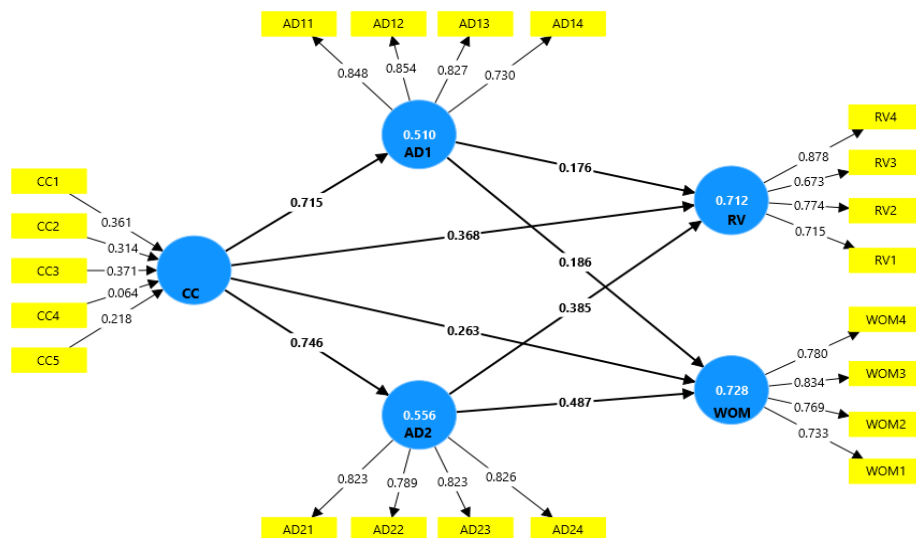 AD11 AD12 AD13 AD14
0.848 0.854 0.827 0.730
0.510
AD1
CC1
CC2
CC3
CC4
CC5
0.361
0.314
0.371
0.064
0.218
CC
0.715
0.746
0.176
0.368
0.186
0.385
0.263
0.487
0.712
RV
0.878
0.673
0.774
0.715
RV4
RV3
RV2
RV1
0.728
WOM
0.780
0.834
0.769
0.733
WOM4
WOM3
WOM2
WOM1
0.556
AD2
0.823 0.789 0.823 0.826
AD21 AD22 AD23 AD24